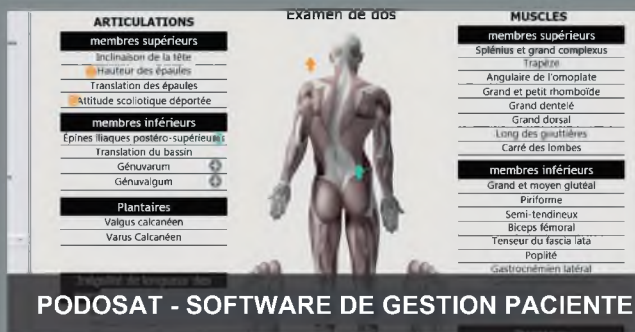 Examen de dos
ARTICULATIONS
membres supérieurs
Inclinaison de la tête
Hauteur des épaules
Translation des épaules
Attitude scoliotique déportée
membres inférieurs
Épines iliaques postéro-supérieures
Translation du bassin
Génuvarum
Génuvalgum
Plantaires
Valgus calcanéen
Varus Calcanéen
MUSCLES
membres supérieurs
Splénius et grand complexus
Trapèze
Angulaire de l'omoplate
Grand et petit rhomboïde
Grand dentelé
Grand dorsal
Long des gouttières
Carré des lombes
membres inférieurs
Grand et moyen glutéal
Piriforme
Semi-tendineux
Biceps fémoral
Tenseur du fascia lata
Poplité
Gastrocnémien latéral
PODOSAT - SOFTWARE DE GESTION PACIENTE